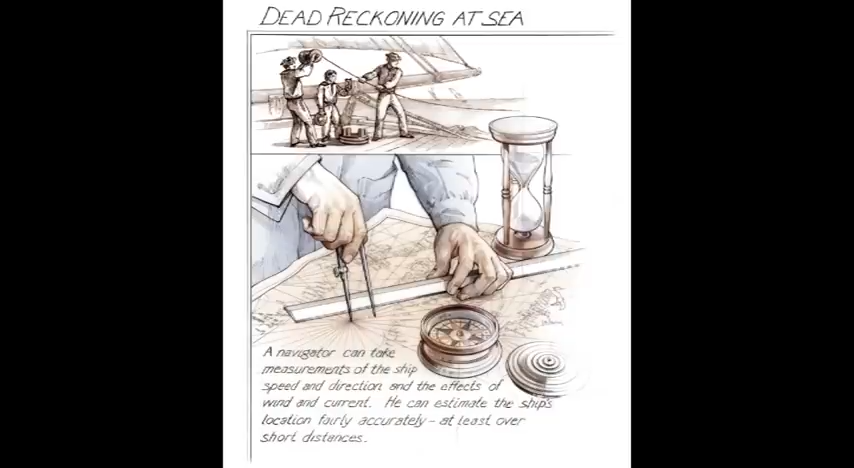 DEAD RECKONING AT SEA
A navigator can take
measurements of the ship
speed and direction and the effects of
wind and current. He can estimate the ship's
location fairly accurately - at least over
short distances.